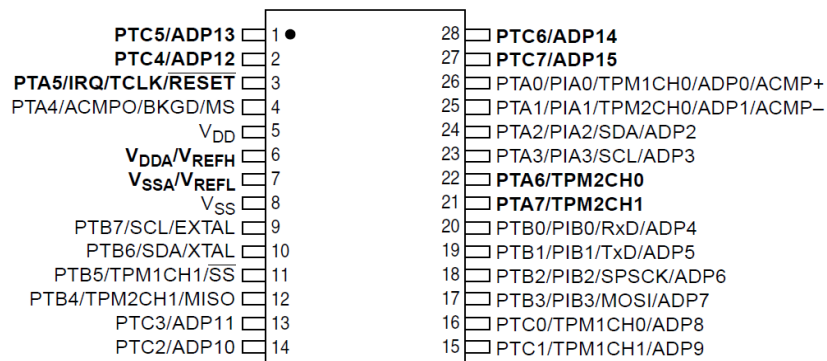 PTC5/ADP13 1 28 PTC6/ADP14
PTC4/ADP12 2 27 PTC7/ADP15
PTA5/IRQ/TCLK/RESET 3 26 PTA0/PIA0/TPM1CH0/ADP0/ACMP+
PTA4/ACMPO/BKGD/MS 4 25 PTA1/PIA1/TPM2CH0/ADP1/ACMP–
VDD 5 24 PTA2/PIA2/SDA/ADP2
VDDA/VREFH 6 23 PTA3/PIA3/SCL/ADP3
VSSA/VREFL 7 22 PTA6/TPM2CH0
VSS 8 21 PTA7/TPM2CH1
PTB7/SCL/EXTAL 9 20 PTB0/PIB0/RxD/ADP4
PTB6/SDA/XTAL 10 19 PTB1/PIB1/TxD/ADP5
PTB5/TPM1CH1/SS 11 18 PTB2/PIB2/SPSCK/ADP6
PTB4/TPM2CH1/MISO 12 17 PTB3/PIB3/MOSI/ADP7
PTC3/ADP11 13 16 PTC0/TPM1CH0/ADP8
PTC2/ADP10 14 15 PTC1/TPM1CH1/ADP9